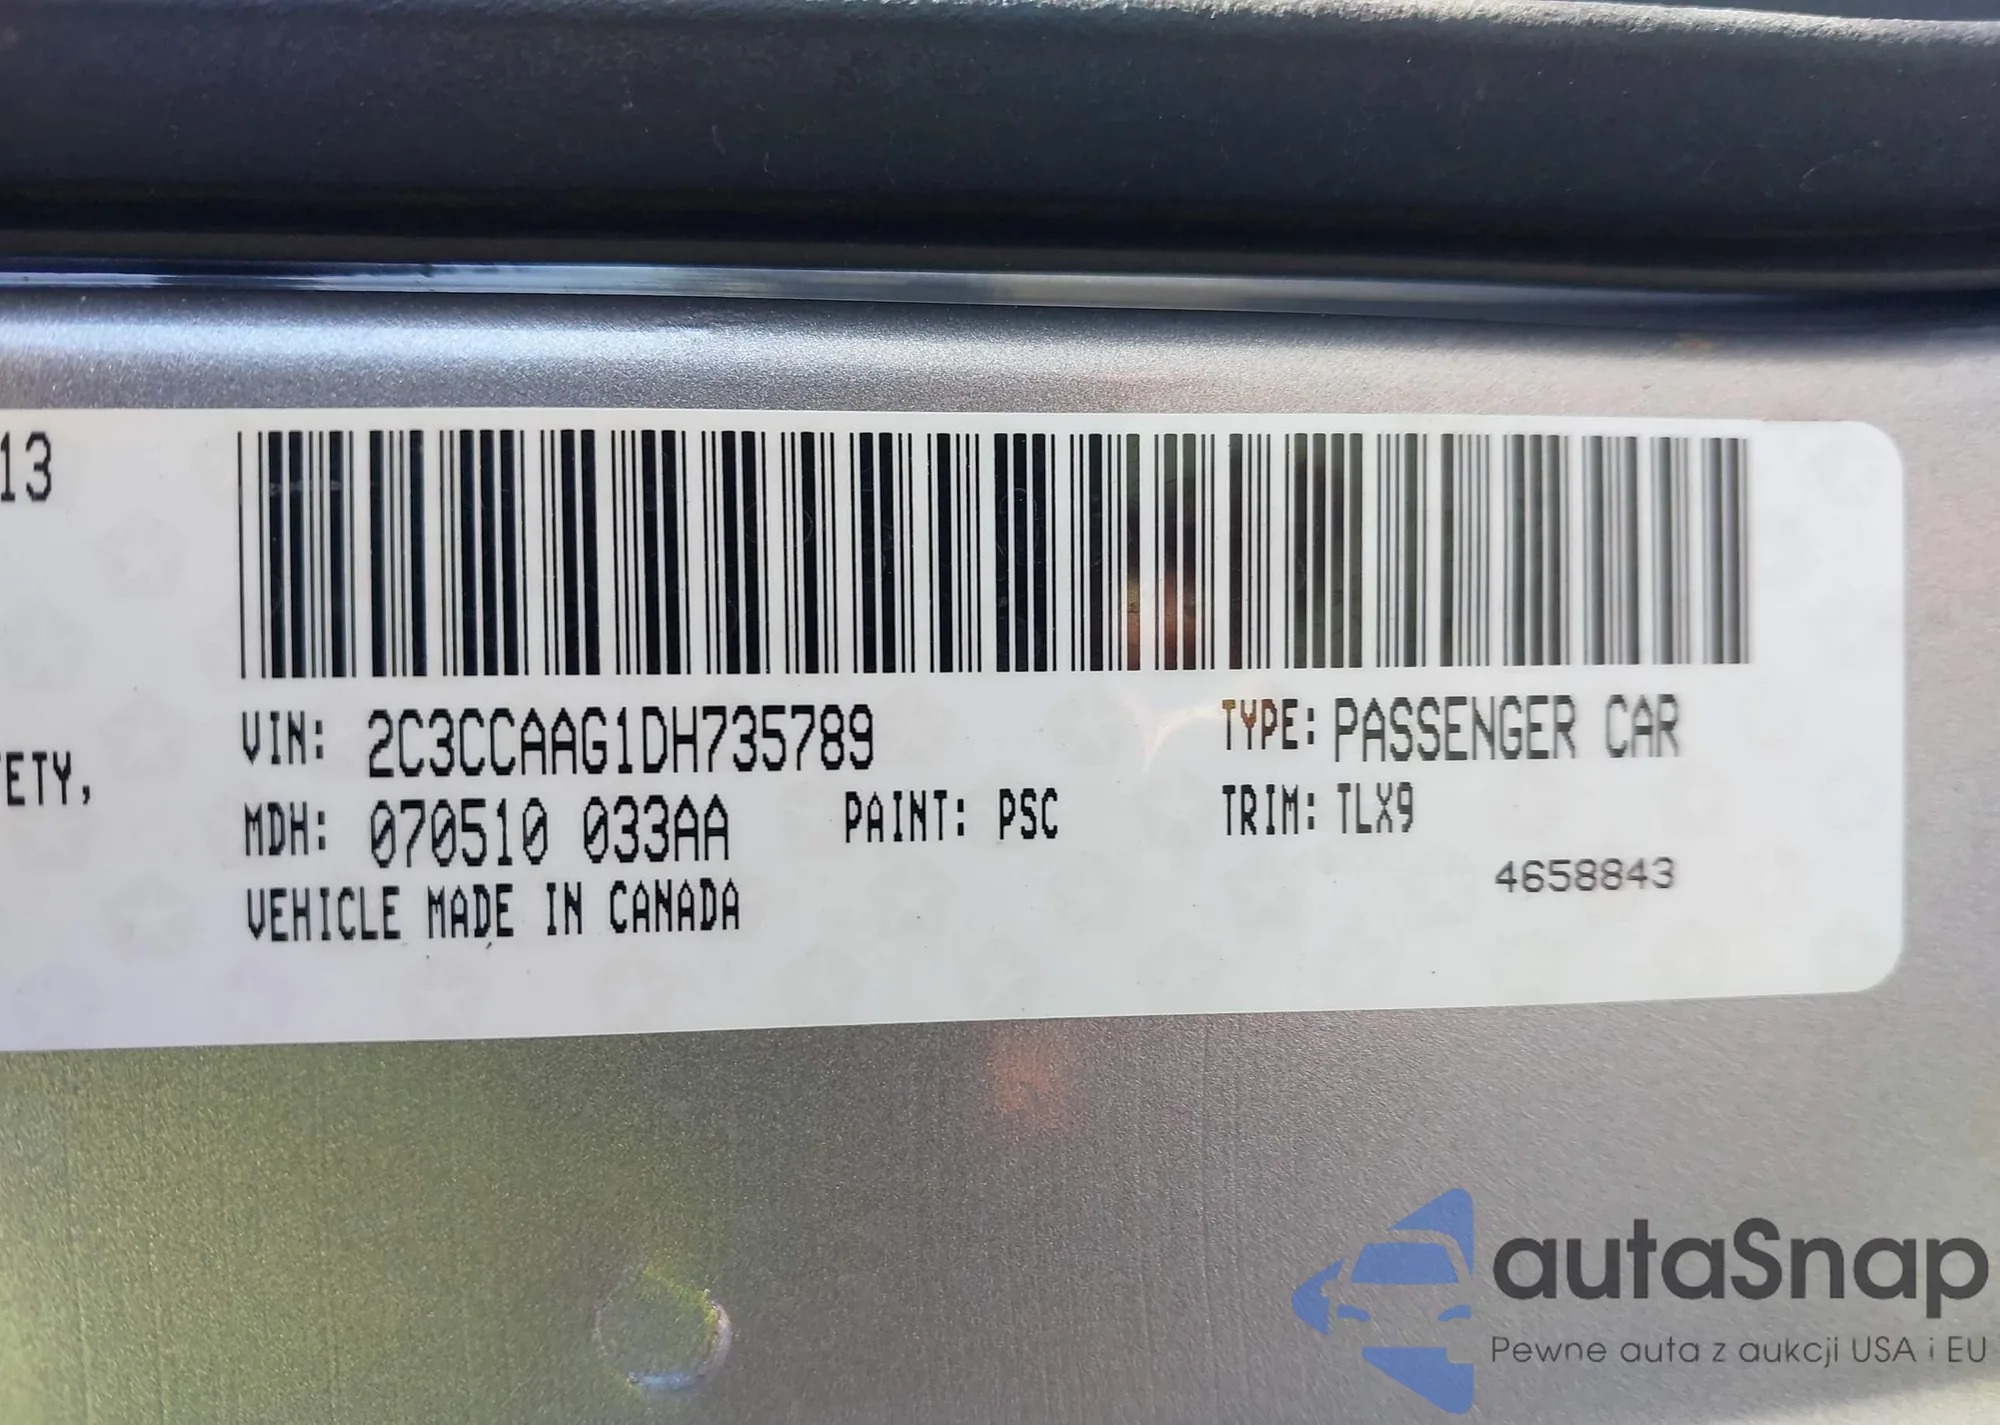 13
ETY,
VIN: 2C3CCAAG1DH735789
TYPE: PASSENGER CAR
MDH: 070510 033AA
PAINT: PSC
TRIM: TLX9
VEHICLE MADE IN CANADA
4658843
autaSnap
Pewne auta z aukcji USA i EU